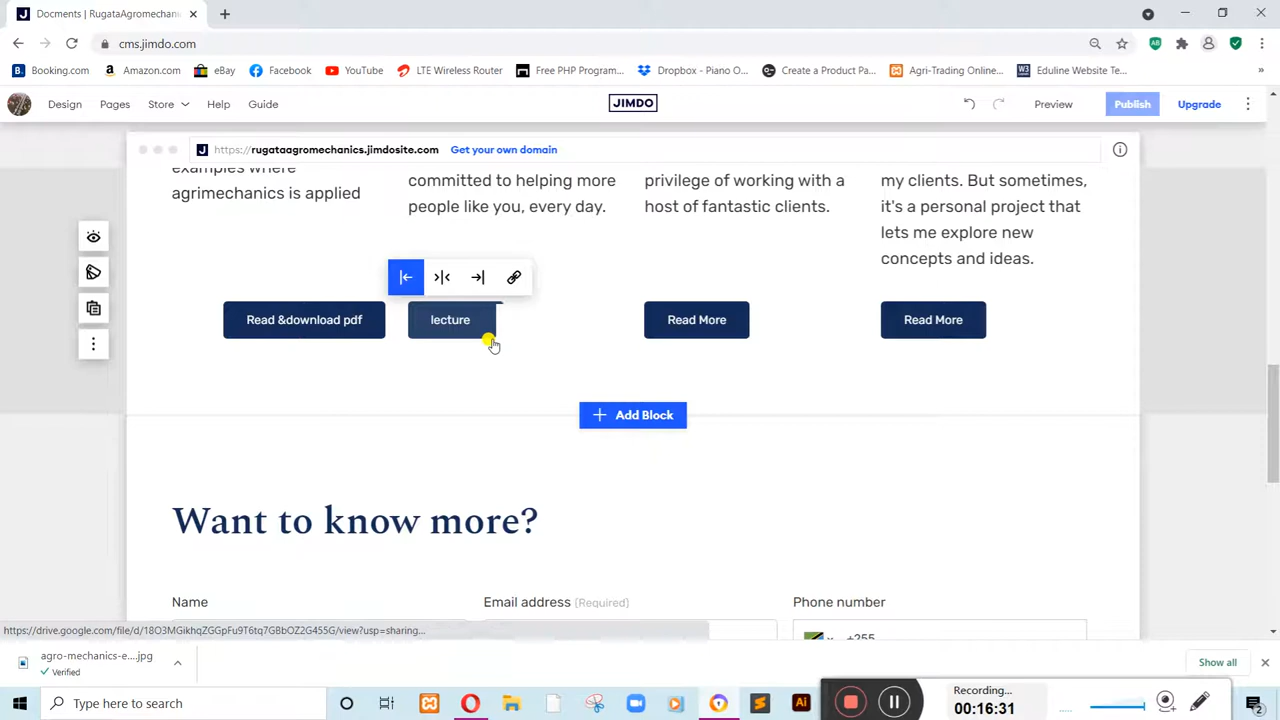 Docments | RugataAgromechani
cms.jimdo.com
Booking.com Amazon.com eBay Facebook YouTube LTE Wireless Router Free PHP Program... Dropbox - Piano O... Create a Product Pa... Agri-Trading Online... Eduline Website Te... »
Design Pages Store Help Guide JIMDO Preview Publish Upgrade
https://rugataagromechanics.jimdosite.com Get your own domain
examples where
agrimechanics is applied
committed to helping more
people like you, every day.
privilege of working with a
host of fantastic clients.
my clients. But sometimes,
it's a personal project that
lets me explore new
concepts and ideas.
Read &download pdf lecture Read More Read More
+ Add Block
Want to know more?
Name Email address (Required) Phone number
+255
https://drive.google.com/file/d/18O3MGikhqZGGpFu9T6tq7GBbOZ2G455G/view?usp=sharing...
agro-mechanics-e....jpg
Verified
Show all
Type here to search
Recording...
00:16:31
2